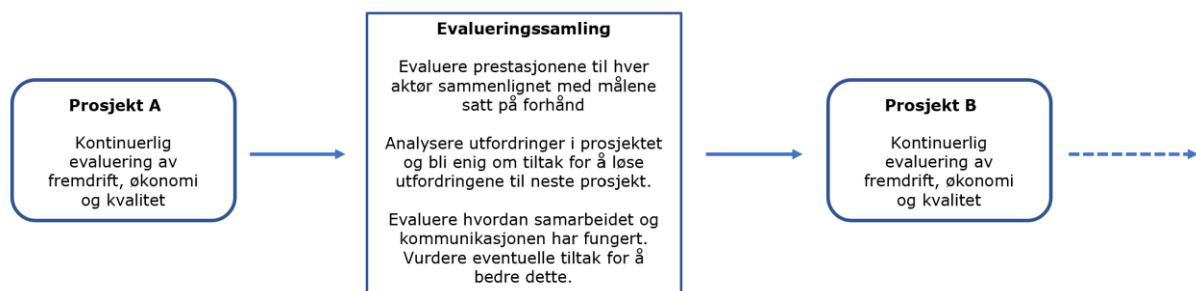 Prosjekt A
Kontinuerlig
evaluering av
fremdrift, økonomi
og kvalitet
Evalueringssamling
Evaluere prestasjonene til hver
aktør sammenlignet med målene
satt på forhånd
Analysere utfordringer i prosjektet
og bli enig om tiltak for å løse
utfordringene til neste prosjekt.
Evaluere hvordan samarbeidet og
kommunikasjonen har fungert.
Vurdere eventuelle tiltak for å
bedre dette.
Prosjekt B
Kontinuerlig
evaluering av
fremdrift, økonomi
og kvalitet